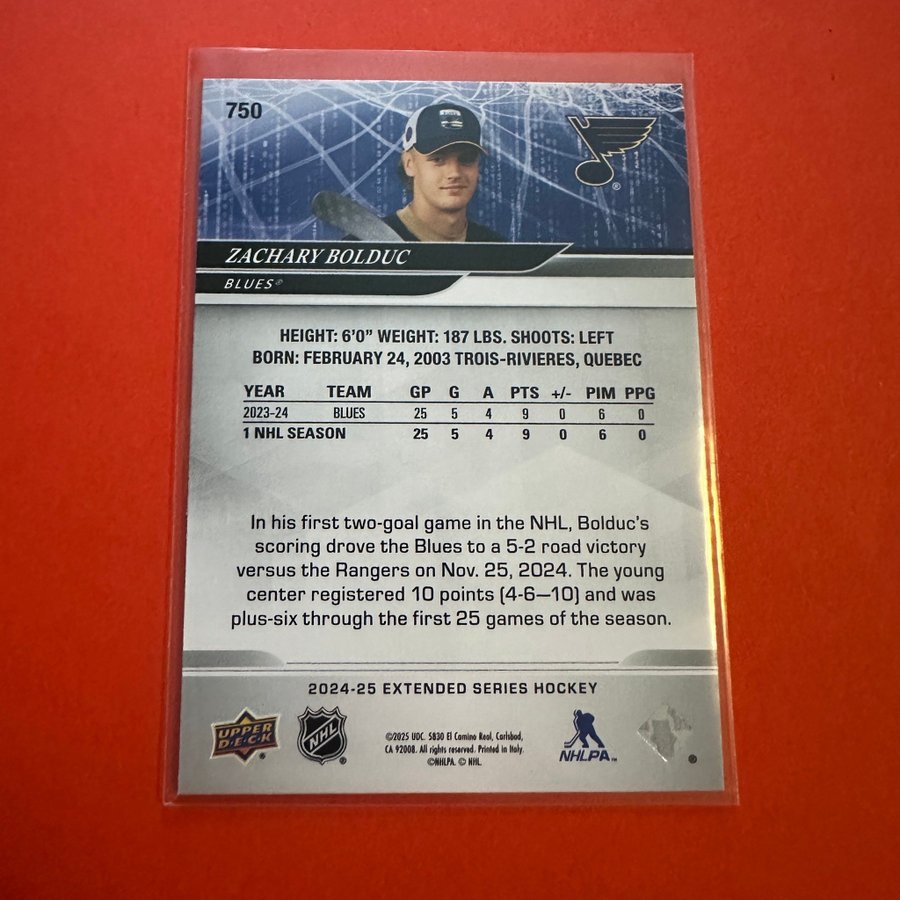 750
ZACHARY BOLDUC
BLUES®
HEIGHT: 6'0" WEIGHT: 187 LBS. SHOOTS: LEFT
BORN: FEBRUARY 24, 2003 TROIS-RIVIERES, QUEBEC
YEAR TEAM GP G A PTS +/- PIM PPG
2023-24 BLUES 25 5 4 9 0 6 0
1 NHL SEASON 25 5 4 9 0 6 0
In his first two-goal game in the NHL, Bolduc's
scoring drove the Blues to a 5-2 road victory
versus the Rangers on Nov. 25, 2024. The young
center registered 10 points (4-6—10) and was
plus-six through the first 25 games of the season.
2024-25 EXTENDED SERIES HOCKEY
UPPER
D·E·C·K
NHL
©2025 UDC. 5830 El Camino Real, Carlsbad,
CA 92008. All rights reserved. Printed in Italy.
©NHLPA. © NHL.
NHLPA™